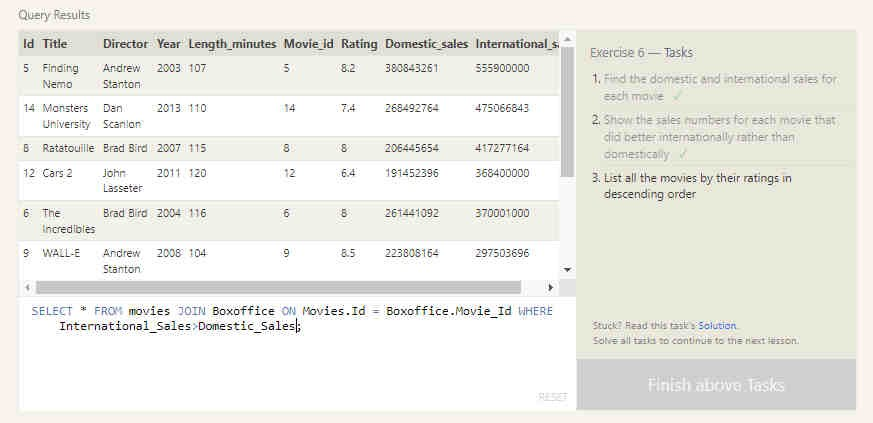 Query Results
Id Title Director Year Length_minutes Movie_id Rating Domestic_sales International_sa
5 Finding Andrew 2003 107 5 8.2 380843261 555900000
Nemo Stanton
14 Monsters Dan 2013 110 14 7.4 268492764 475066843
University Scanlon
8 Ratatouille Brad Bird 2007 115 8 8 206445654 417277164
12 Cars 2 John 2011 120 12 6.4 191452396 368400000
Lasseter
6 The Brad Bird 2004 116 6 8 261441092 370001000
Incredibles
9 WALL-E Andrew 2008 104 9 8.5 223808164 297503696
Stanton
SELECT * FROM movies JOIN Boxoffice ON Movies.Id = Boxoffice.Movie_Id WHERE
International_Sales>Domestic_Sales;
RESET
Exercise 6 — Tasks
1. Find the domestic and international sales for
each movie ✓
2. Show the sales numbers for each movie that
did better internationally rather than
domestically ✓
3. List all the movies by their ratings in
descending order
Stuck? Read this task's Solution.
Solve all tasks to continue to the next lesson.
Finish above Tasks